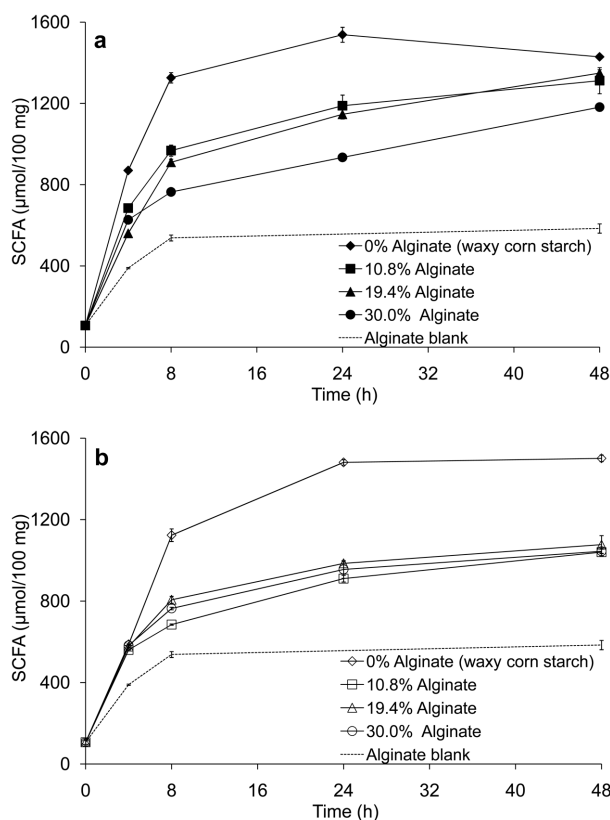 a
1600
1200
800
400
0
SCFA (µmol/100 mg)
0% Alginate (waxy corn starch)
10.8% Alginate
19.4% Alginate
30.0% Alginate
Alginate blank
0 8 16 24 32 40 48
Time (h)
b
1600
1200
800
400
0
SCFA (µmol/100 mg)
0% Alginate (waxy corn starch)
10.8% Alginate
19.4% Alginate
30.0% Alginate
Alginate blank
0 8 16 24 32 40 48
Time (h)